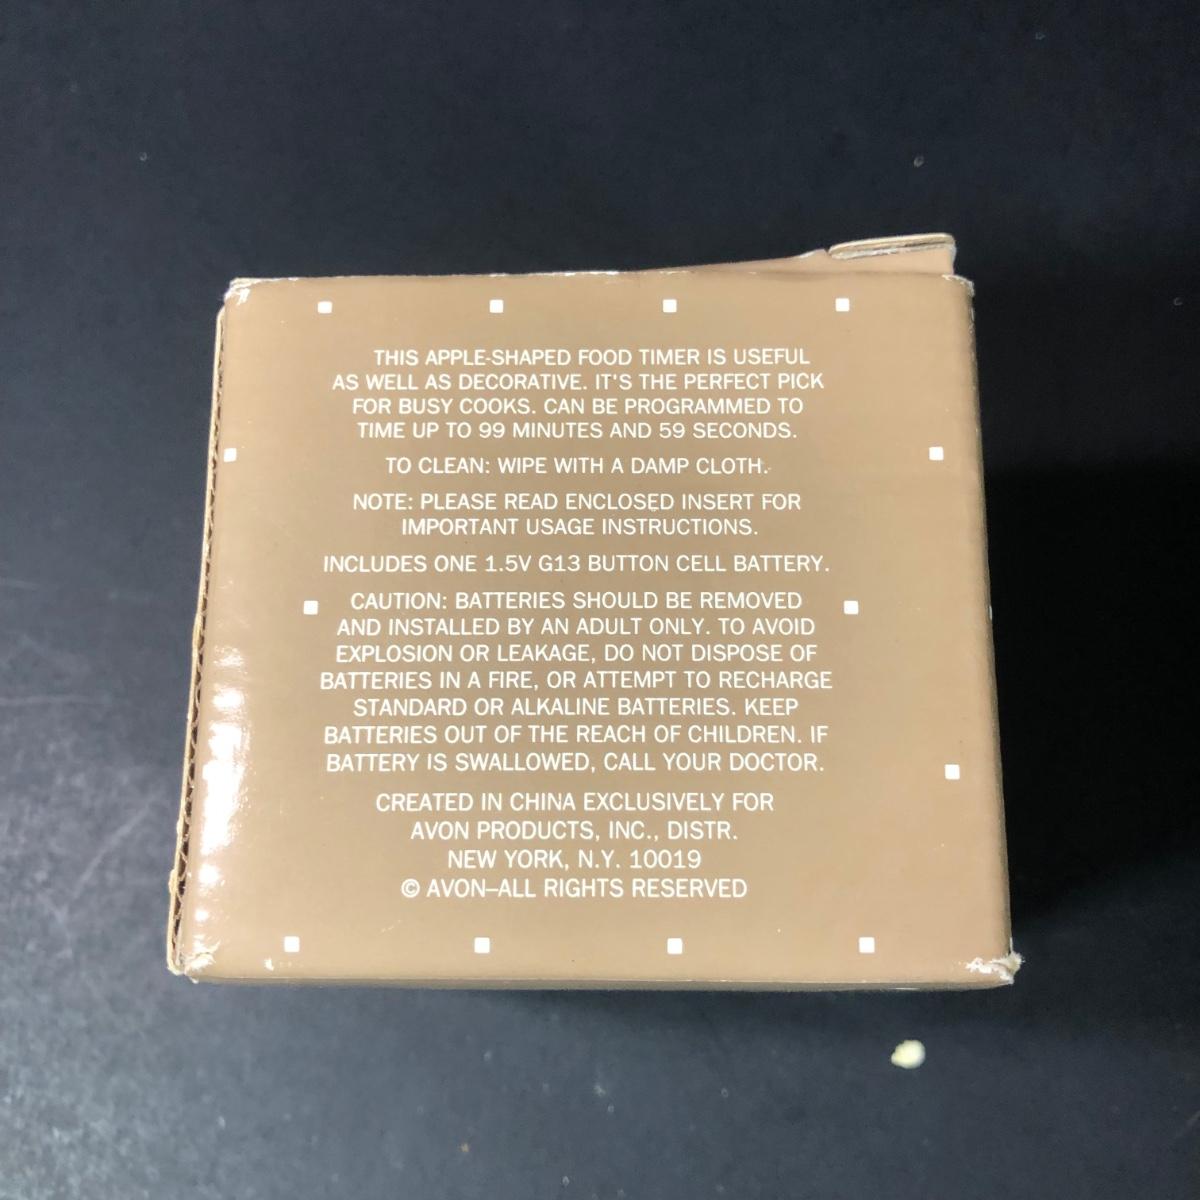 THIS APPLE-SHAPED FOOD TIMER IS USEFUL
AS WELL AS DECORATIVE. IT'S THE PERFECT PICK
FOR BUSY COOKS. CAN BE PROGRAMMED TO
TIME UP TO 99 MINUTES AND 59 SECONDS.
TO CLEAN: WIPE WITH A DAMP CLOTH.
NOTE: PLEASE READ ENCLOSED INSERT FOR
IMPORTANT USAGE INSTRUCTIONS.
INCLUDES ONE 1.5V G13 BUTTON CELL BATTERY.
CAUTION: BATTERIES SHOULD BE REMOVED
AND INSTALLED BY AN ADULT ONLY. TO AVOID
EXPLOSION OR LEAKAGE, DO NOT DISPOSE OF
BATTERIES IN A FIRE, OR ATTEMPT TO RECHARGE
STANDARD OR ALKALINE BATTERIES. KEEP
BATTERIES OUT OF THE REACH OF CHILDREN. IF
BATTERY IS SWALLOWED, CALL YOUR DOCTOR.
CREATED IN CHINA EXCLUSIVELY FOR
AVON PRODUCTS, INC., DISTR.
NEW YORK, N.Y. 10019
© AVON–ALL RIGHTS RESERVED